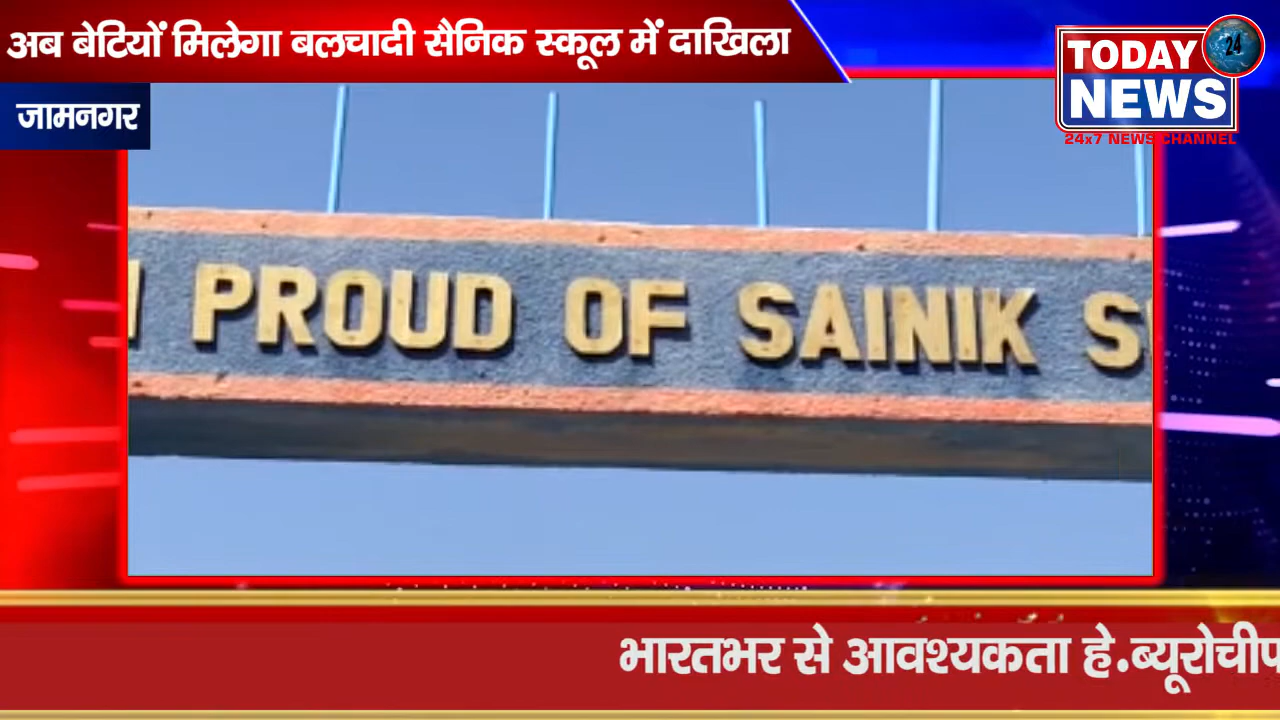 अब बेटियों मिलेगा बलचादी सैनिक स्कूल में दाखिला
जामनगर
TODAY
24
NEWS
24x7 NEWS CHANNEL
PROUD OF SAINIK
भारतभर से आवश्यकता हे.ब्यूरोचीफ